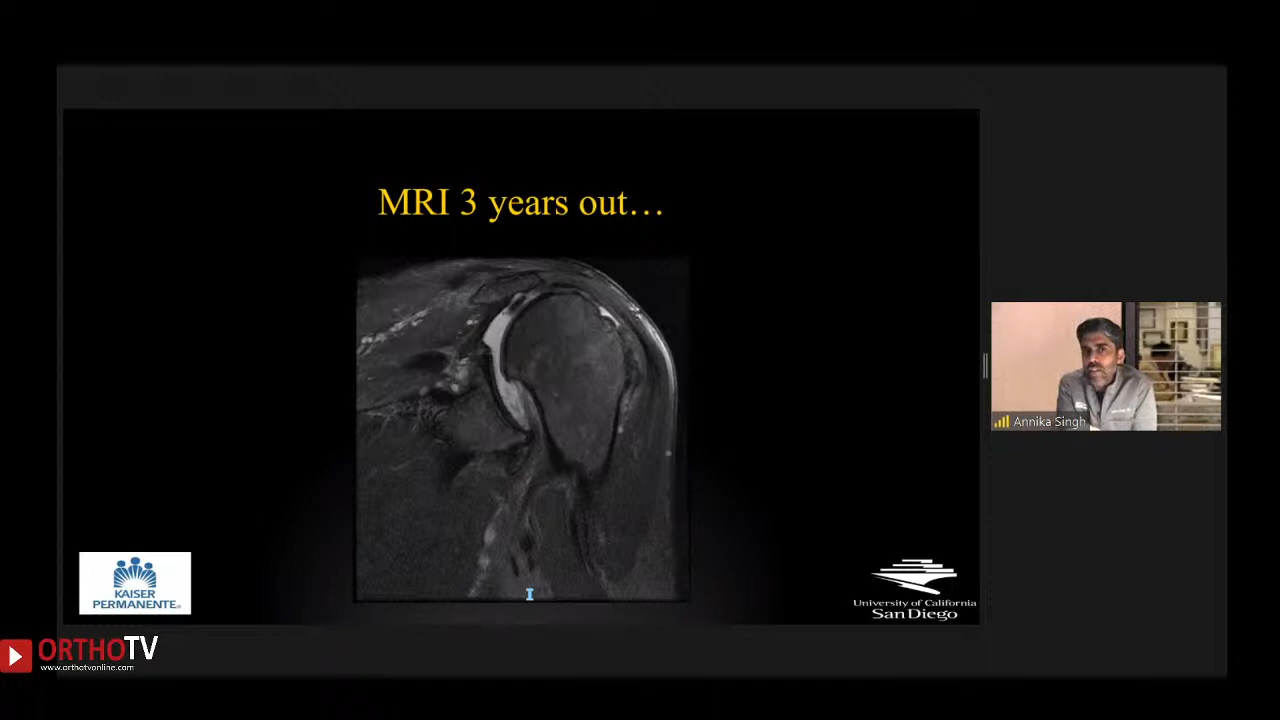 MRI 3 years out…
Annika Singh
KAISER
PERMANENTE®
University of California
San Diego
ORTHOTV
www.orthotvonline.com